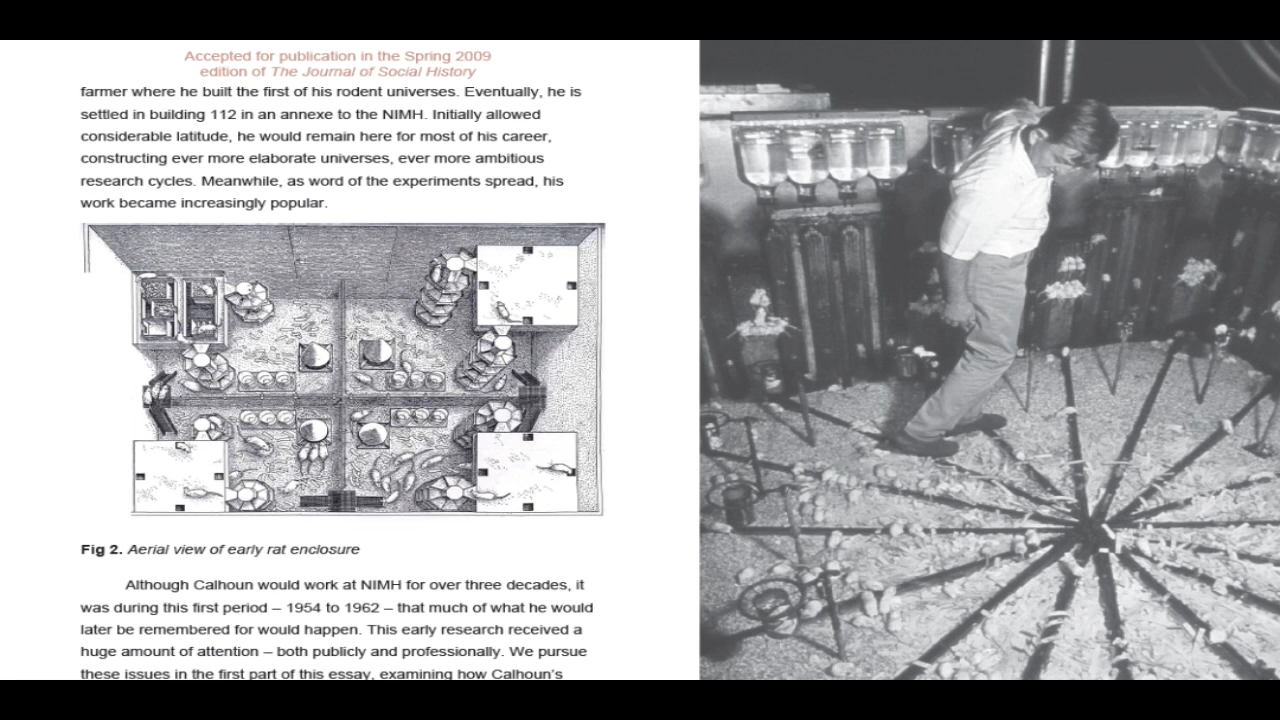 Accepted for publication in the Spring 2009
edition of The Journal of Social History
farmer where he built the first of his rodent universes. Eventually, he is
settled in building 112 in an annexe to the NIMH. Initially allowed
considerable latitude, he would remain here for most of his career,
constructing ever more elaborate universes, ever more ambitious
research cycles. Meanwhile, as word of the experiments spread, his
work became increasingly popular.
Fig 2. Aerial view of early rat enclosure
Although Calhoun would work at NIMH for over three decades, it
was during this first period – 1954 to 1962 – that much of what he would
later be remembered for would happen. This early research received a
huge amount of attention – both publicly and professionally. We pursue
these issues in the first part of this essay, examining how Calhoun's